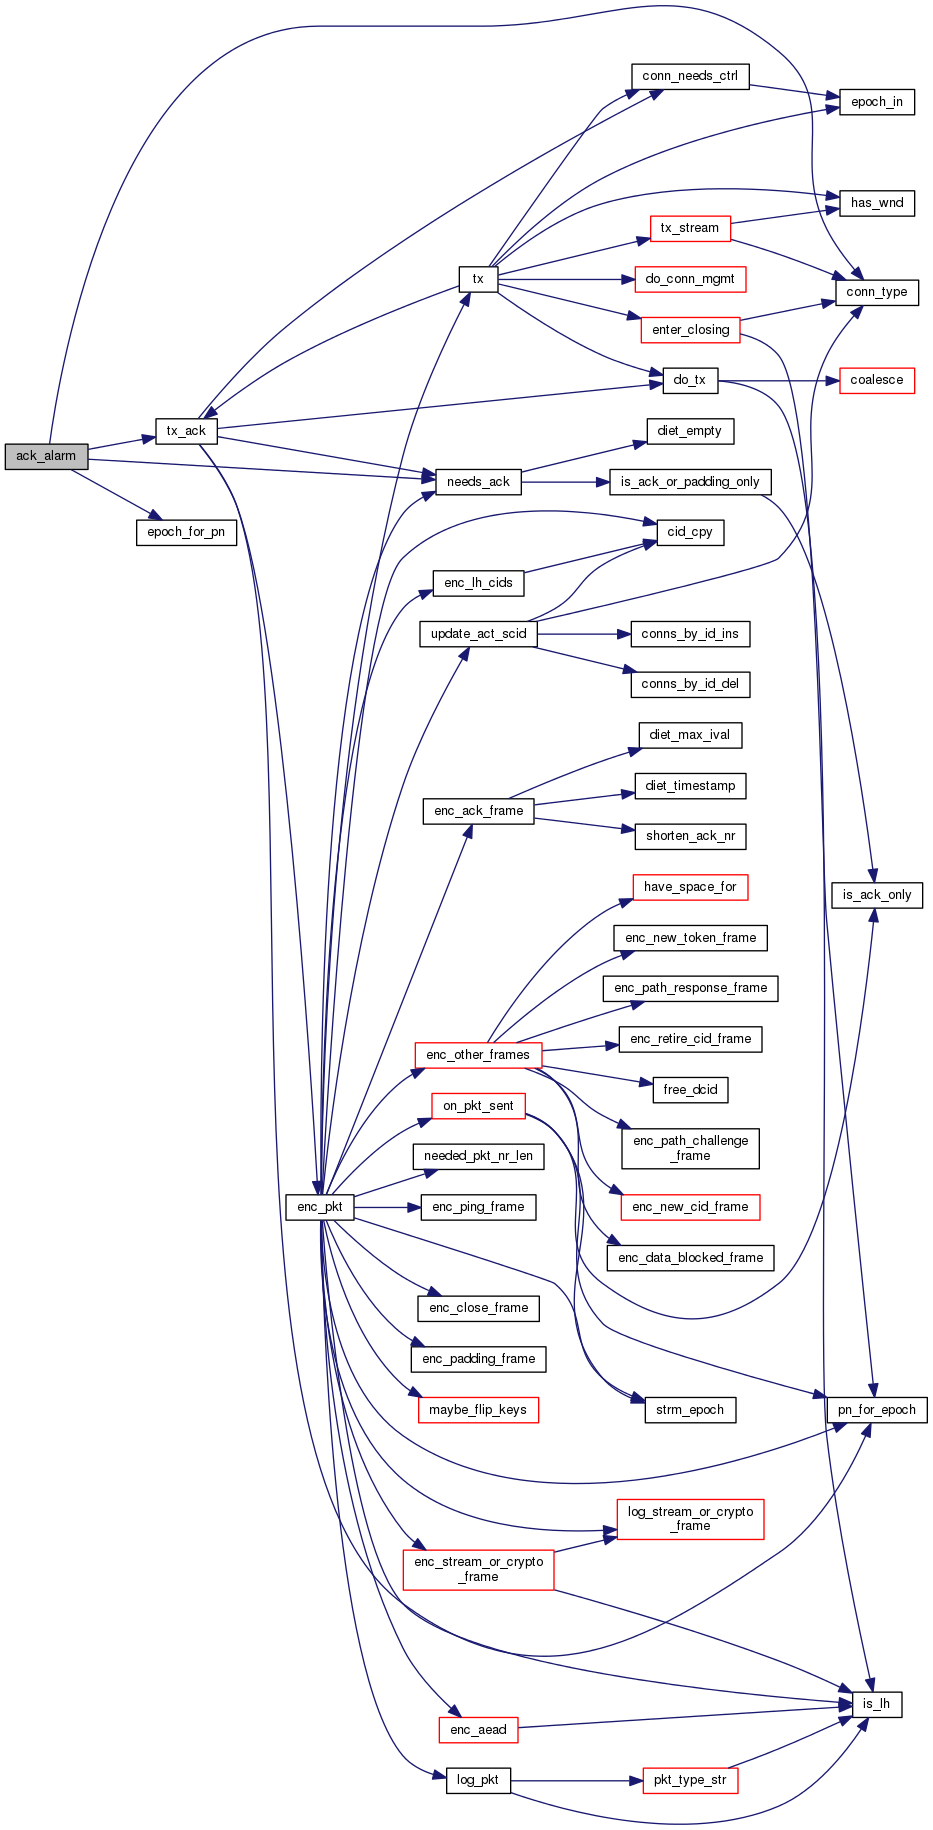 conn_needs_ctrl
epoch_in
has_wnd
tx_stream
tx
do_conn_mgmt
conn_type
enter_closing
do_tx
coalesce
tx_ack
diet_empty
ack_alarm
needs_ack
is_ack_or_padding_only
epoch_for_pn
cid_cpy
enc_lh_cids
update_act_scid
conns_by_id_ins
conns_by_id_del
diet_max_ival
diet_timestamp
enc_ack_frame
shorten_ack_nr
have_space_for
is_ack_only
enc_new_token_frame
enc_path_response_frame
enc_retire_cid_frame
enc_other_frames
free_dcid
on_pkt_sent
enc_path_challenge
_frame
needed_pkt_nr_len
enc_pkt
enc_ping_frame
enc_new_cid_frame
enc_data_blocked_frame
enc_close_frame
enc_padding_frame
maybe_flip_keys
strm_epoch
pn_for_epoch
log_stream_or_crypto
_frame
enc_stream_or_crypto
_frame
is_lh
enc_aead
log_pkt
pkt_type_str